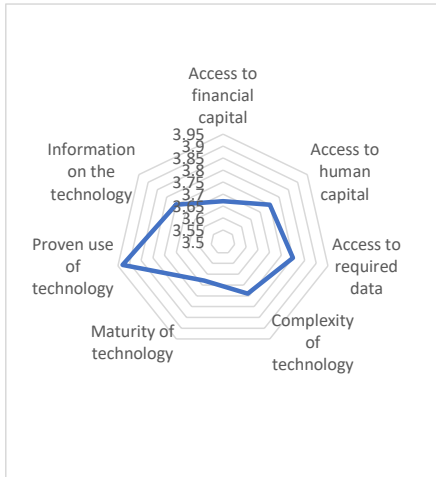 Access to
financial
capital
Access to
human
capital
Access to
required
data
Complexity
of
technology
Maturity of
technology
Proven use
of
technology
Information
on the
technology
3.95
3.9
3.85
3.8
3.75
3.7
3.65
3.6
3.55
3.5